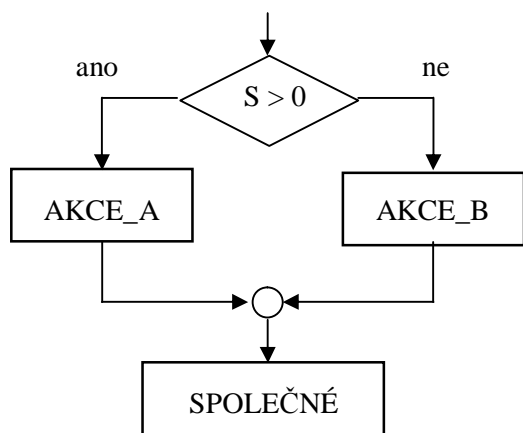 ano
ne
S > 0
AKCE_A
AKCE_B
SPOLEČNÉ